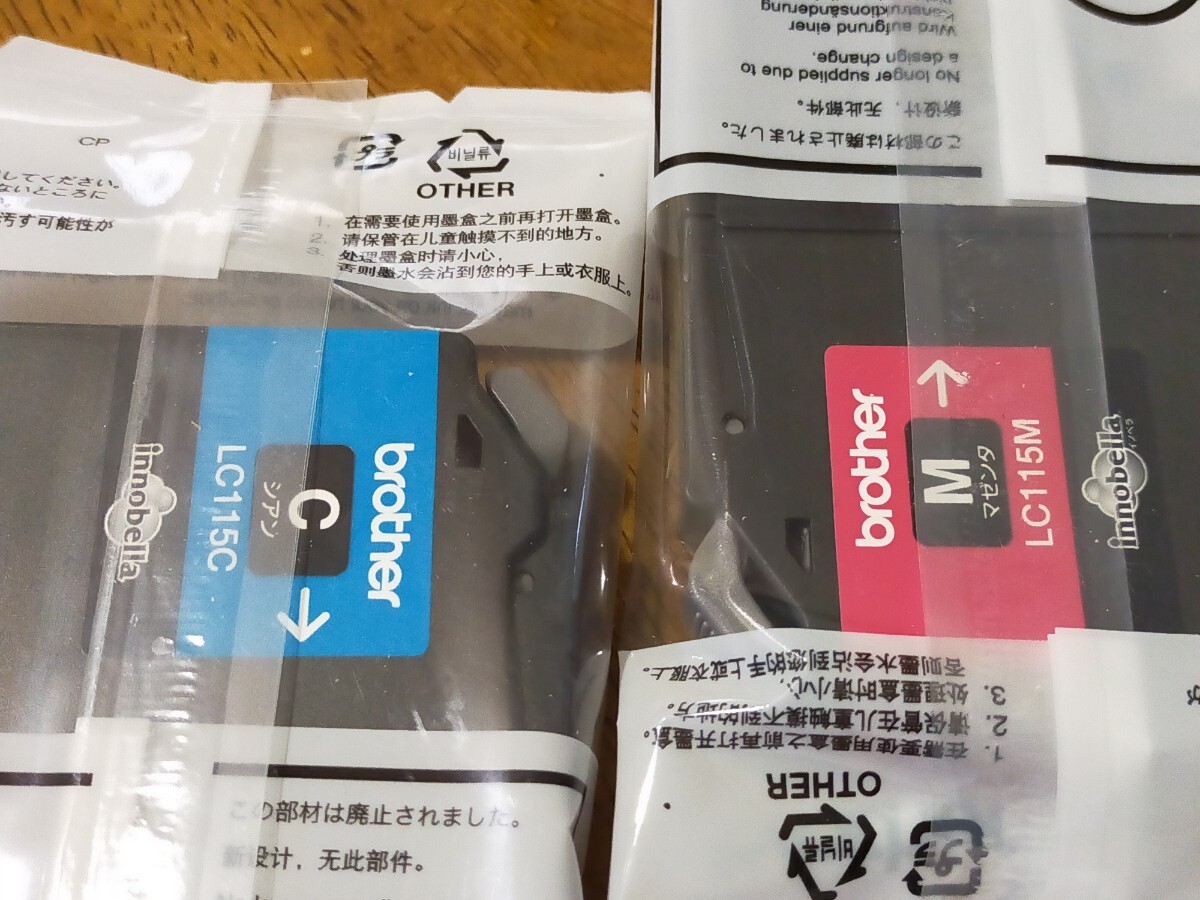 CP
してください。
ないところに
汚す可能性が
비닐류
OTHER
1. 在需要使用墨盒之前再打开墨盒。
2. 请保管在儿童触摸不到的地方。
3. 处理墨盒时请小心，
否则墨水会沾到您的手上或衣服上。
brother
C
シアン
LC115C
innobella
この部材は廃止されました。
新设计，无此部件。
この部材は廃止されました。
新设计，无此部件。
No longer supplied due to
a design change.
Wird aufgrund einer
Konstruktionsänderung
brother
M
マゼンタ
LC115M
innobella
イノベラ
비닐류
OTHER
1. 在需要使用墨盒之前再打开墨盒。
2. 请保管在儿童触摸不到的地方。
3. 处理墨盒时请小心，
否则墨水会沾到您的手上或衣服上。